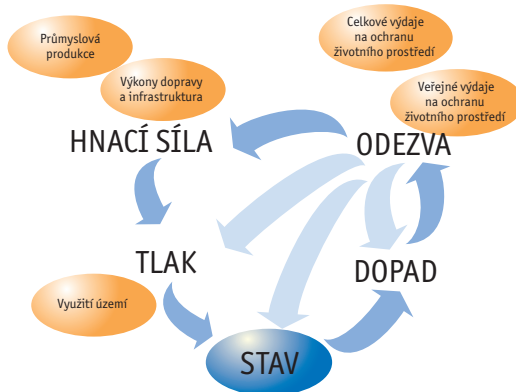 Průmyslová
produkce
Výkony dopravy
a infrastruktura
Celkové výdaje
na ochranu
životního prostředí
Veřejné výdaje
na ochranu
životního prostředí
HNACÍ SÍLA
ODEZVA
TLAK
DOPAD
Využití území
STAV